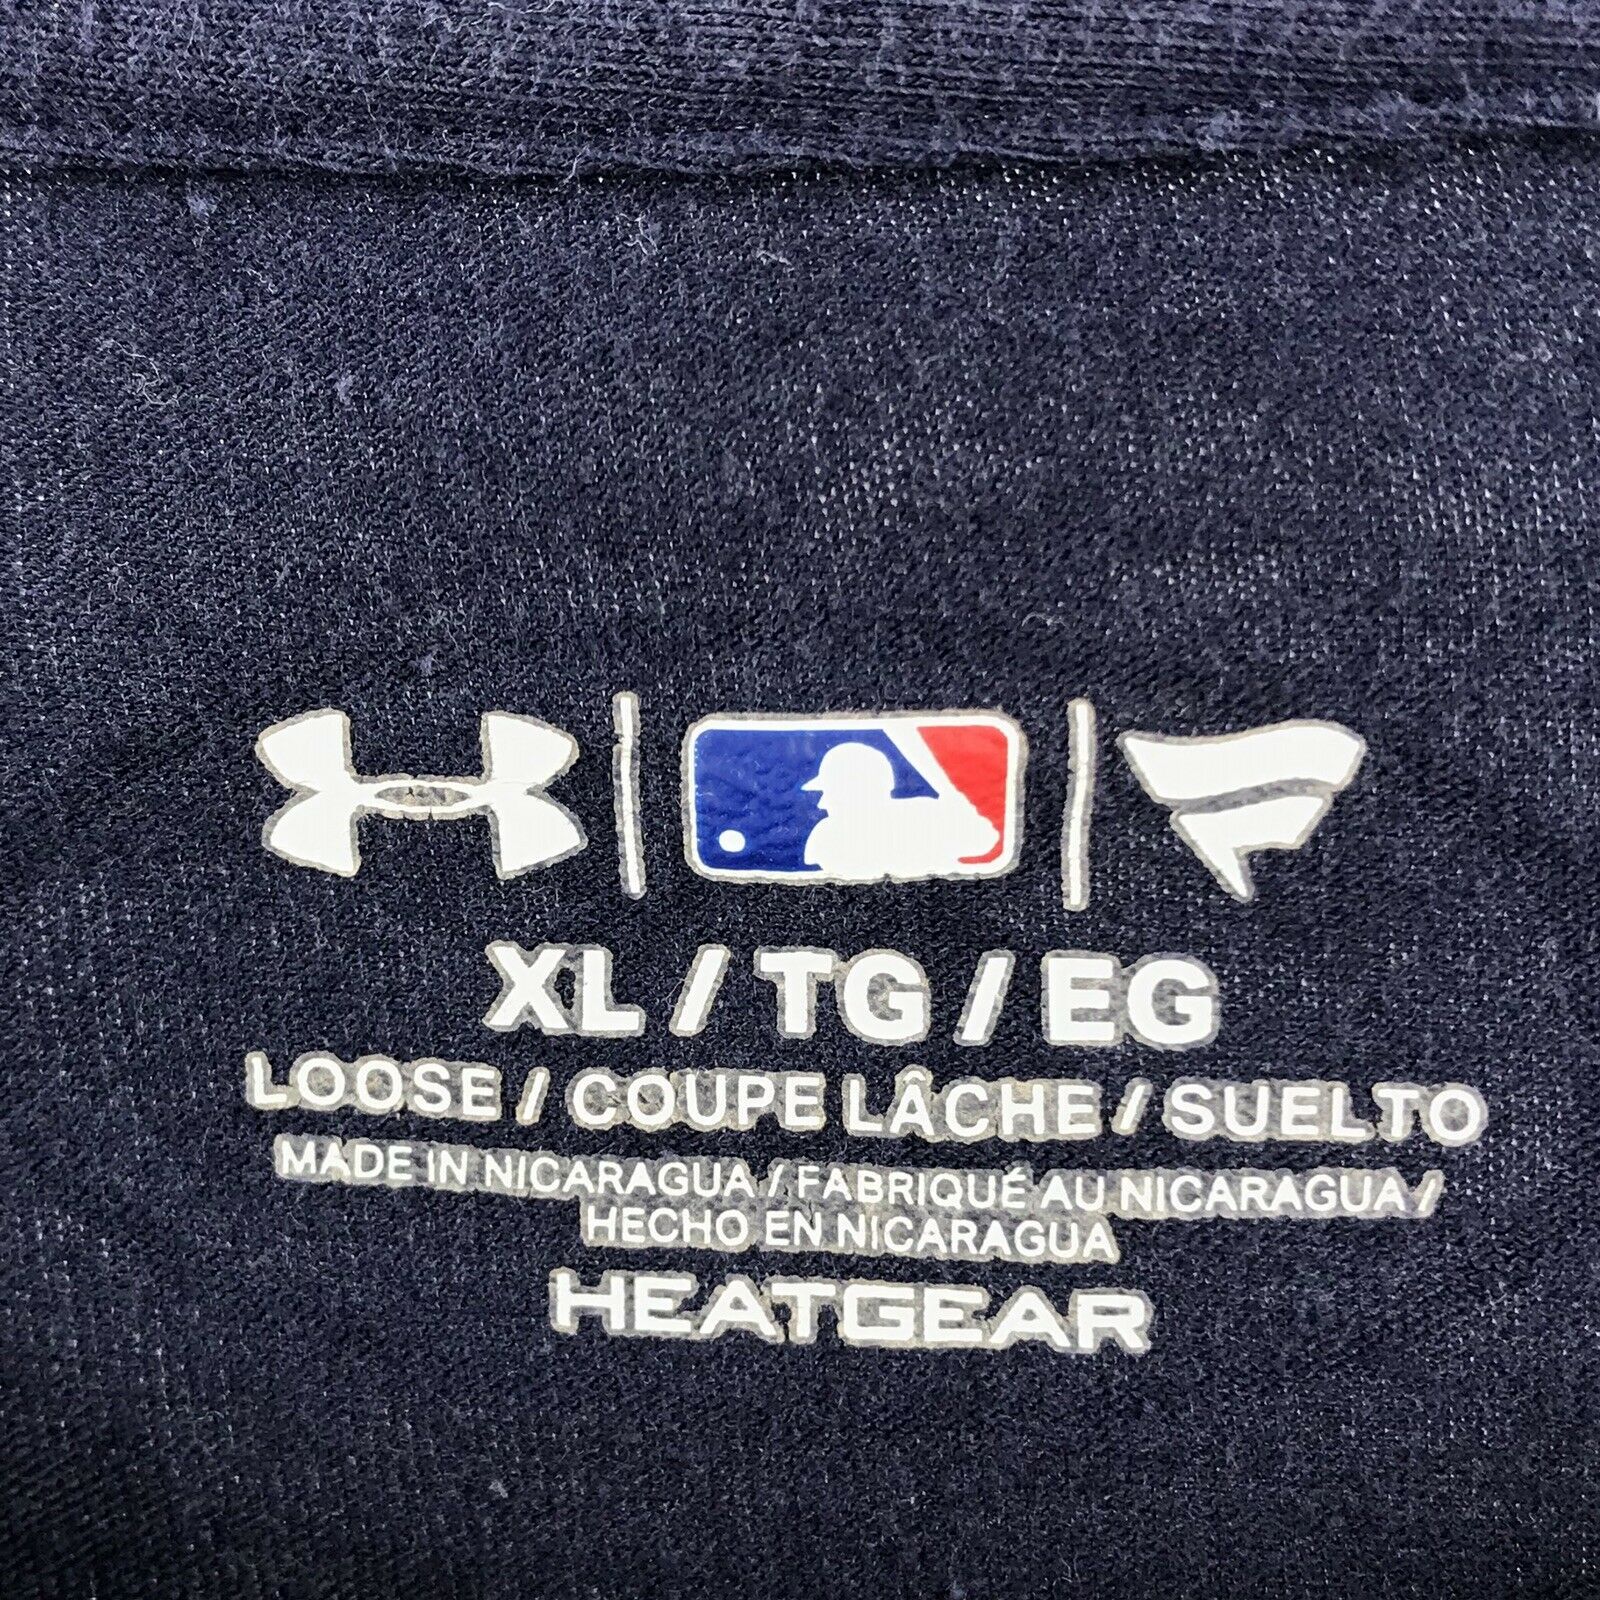 XL / TG / EG
LOOSE / COUPE LÂCHE / SUELTO
MADE IN NICARAGUA / FABRIQUÉ AU NICARAGUA /
HECHO EN NICARAGUA
HEATGEAR